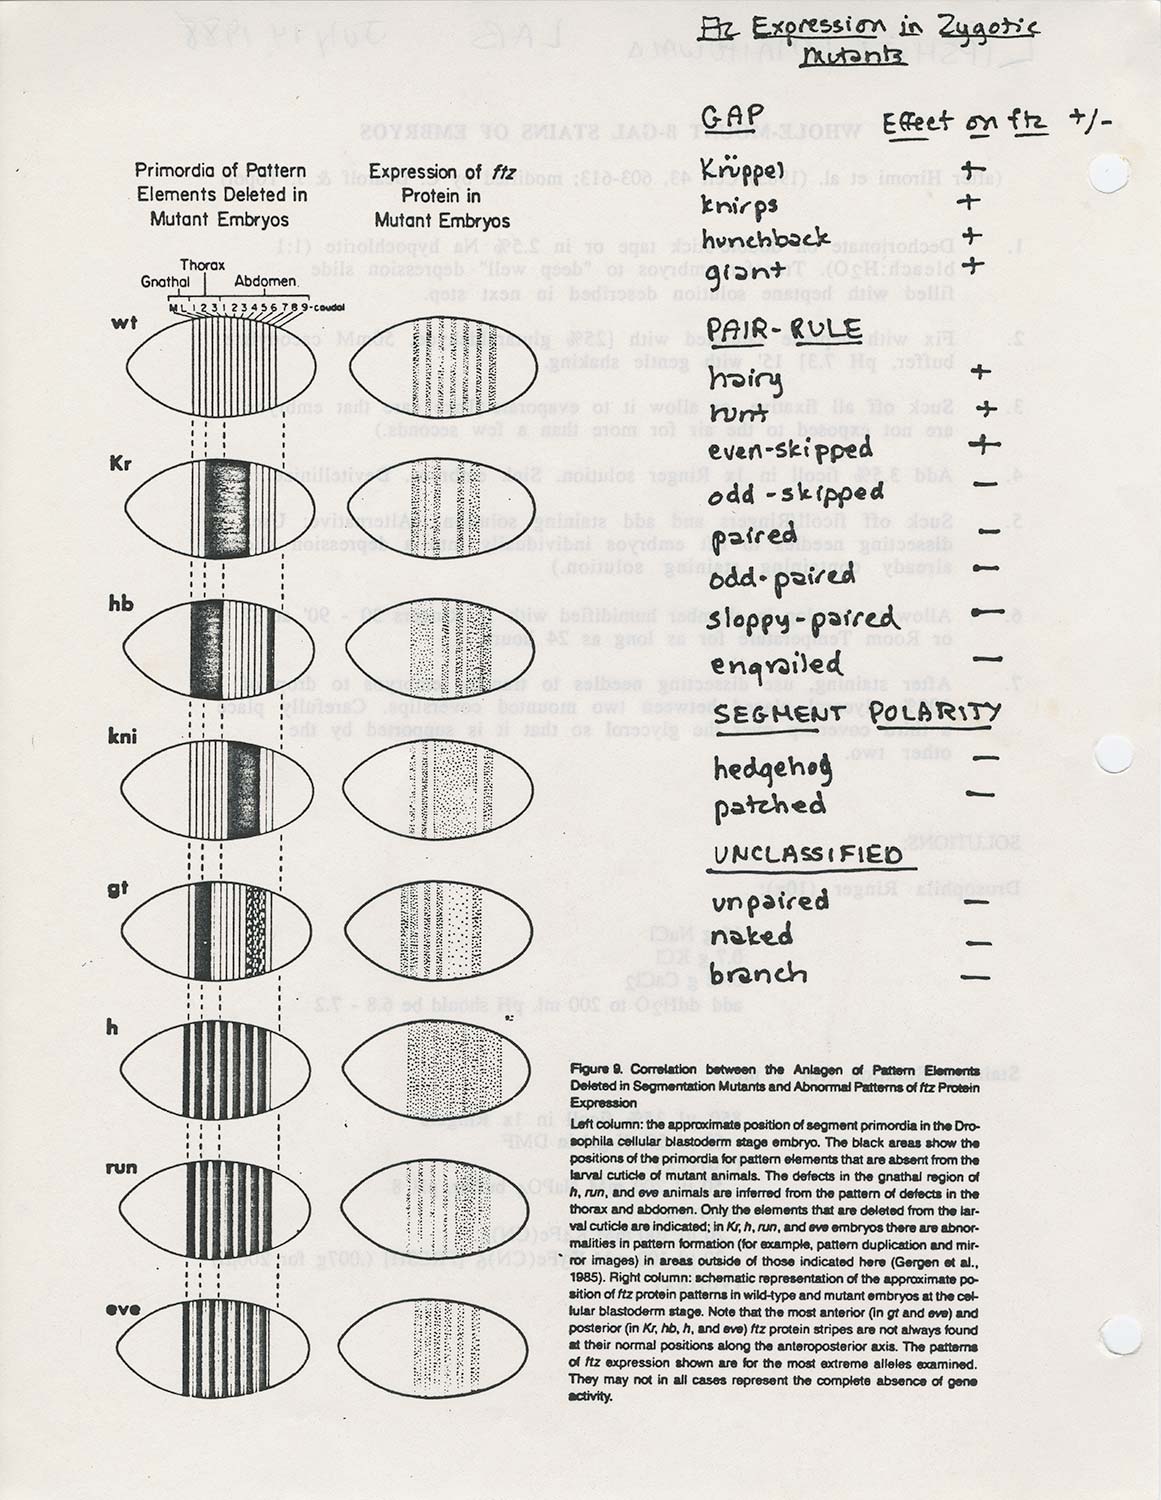 Ftz Expression in Zygotic
Mutants
GAP Effect on ftz +/-
Krüppel +
knirps +
hunchback +
giant +
PAIR-RULE
hairy +
runt +
even-skipped +
odd-skipped —
paired —
odd-paired —
sloppy-paired —
engrailed —
SEGMENT POLARITY
hedgehog —
patched —
UNCLASSIFIED
unpaired —
naked —
branch —
Primordia of Pattern
Elements Deleted in
Mutant Embryos
Expression of ftz
Protein in
Mutant Embryos
Thorax
Gnathal Abdomen
M L 1 2 3 1 2 3 4 5 6 7 8 9-caudal
wt
Kr
hb
kni
gt
h
run
eve
Figure 9. Correlation between the Anlagen of Pattern Elements
Deleted in Segmentation Mutants and Abnormal Patterns of ftz Protein
Expression
Left column: the approximate position of segment primordia in the Dro-
sophila cellular blastoderm stage embryo. The black areas show the
positions of the primordia for pattern elements that are absent from the
larval cuticle of mutant animals. The defects in the gnathal region of
h, run, and eve animals are inferred from the pattern of defects in the
thorax and abdomen. Only the elements that are deleted from the lar-
val cuticle are indicated; in Kr, h, run, and eve embryos there are abnor-
malities in pattern formation (for example, pattern duplication and mir-
ror images) in areas outside of those indicated here (Gergen et al.,
1985). Right column: schematic representation of the approximate po-
sition of ftz protein patterns in wild-type and mutant embryos at the cel-
lular blastoderm stage. Note that the most anterior (in gt and eve) and
posterior (in Kr, hb, h, and eve) ftz protein stripes are not always found
at their normal positions along the anteroposterior axis. The patterns
of ftz expression shown are for the most extreme alleles examined.
They may not in all cases represent the complete absence of gene
activity.